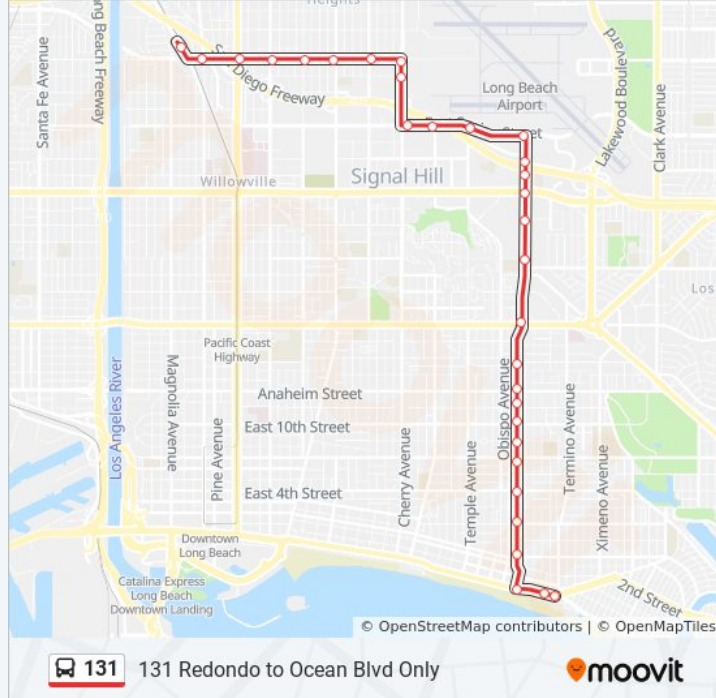 Heights
Santa Fe Avenue
ng Beach Freeway
San Diego Freeway
Long Beach
Airport
Lakewood Boulevard
Clark Avenue
Willowville
Signal Hill
Los
Pacific Coast
Highway
Los Angeles River
Magnolia Avenue
Pine Avenue
Anaheim Street
East 10th Street
East 4th Street
Cherry Avenue
Temple Avenue
Obispo Avenue
Termino Avenue
Ximeno Avenue
Downtown
Long Beach
Catalina Express
Long Beach
Downtown Landing
2nd Street
© OpenStreetMap contributors | © OpenMapTiles
131
131 Redondo to Ocean Blvd Only
moovit